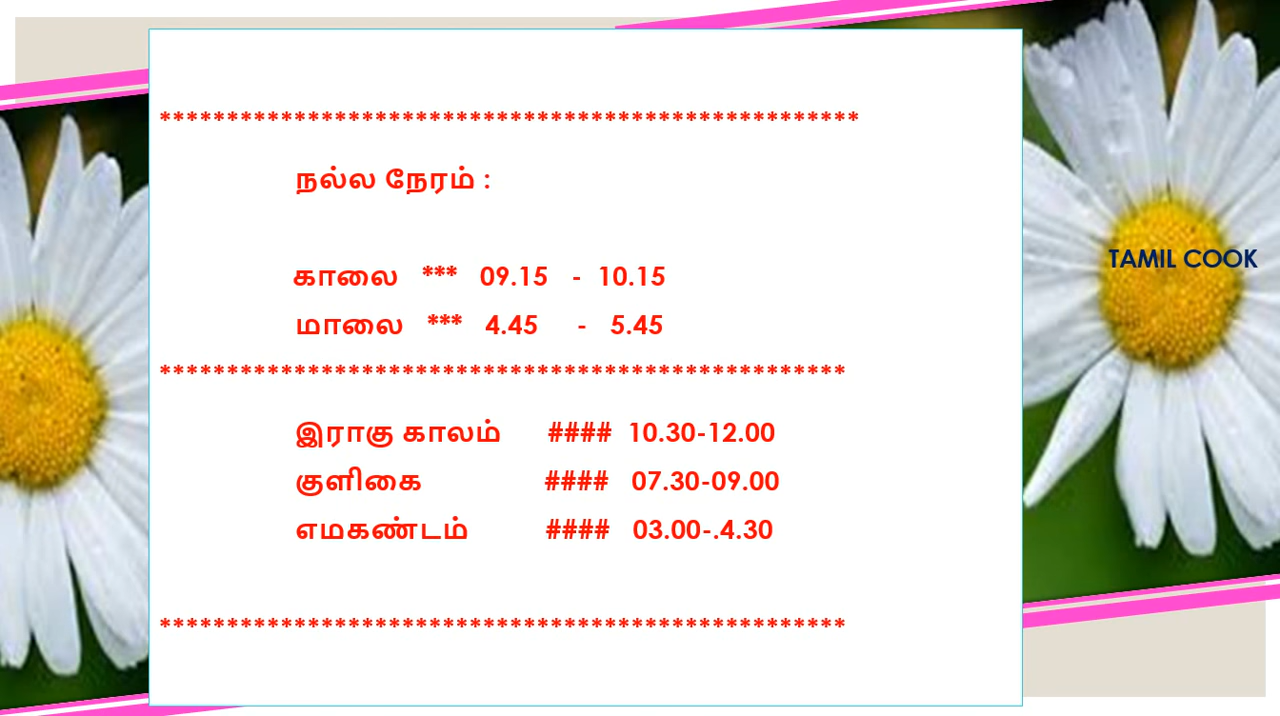 ****************************************************
நல்ல நேரம் :
காலை *** 09.15 - 10.15
மாலை *** 4.45 - 5.45
***************************************************
இராகு காலம் #### 10.30-12.00
குளிகை #### 07.30-09.00
எமகண்டம் #### 03.00-.4.30
***************************************************
TAMIL COOK